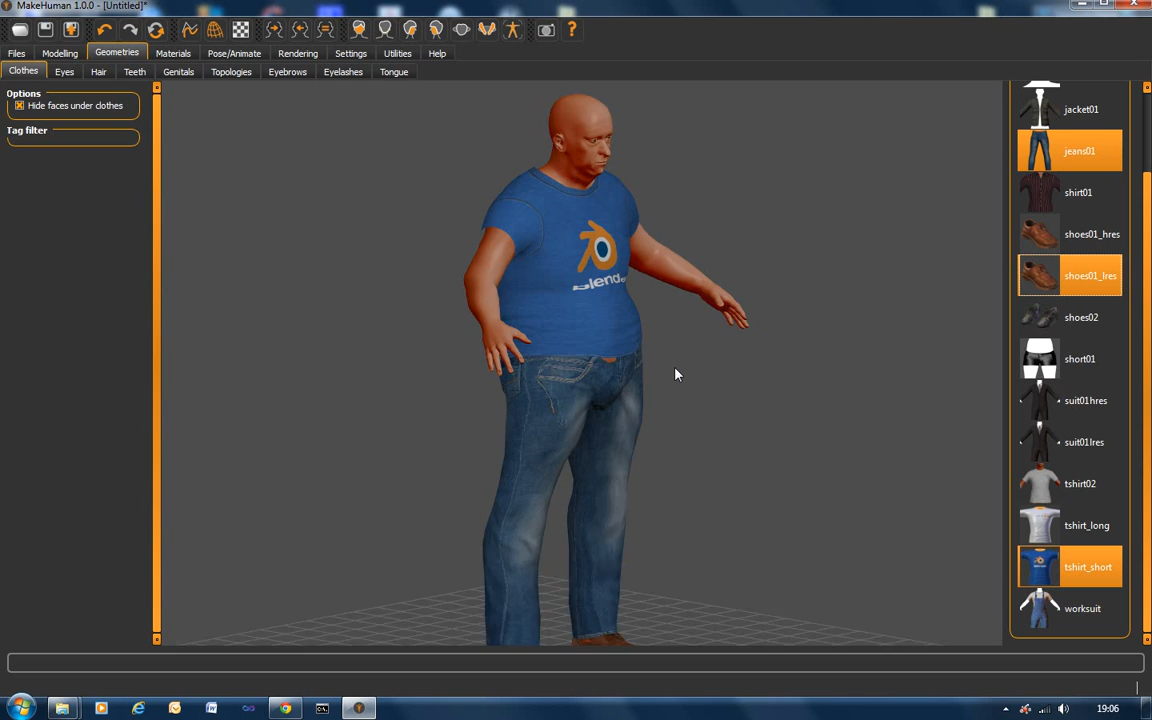 MakeHuman 1.0.0 - [Untitled]*
Files Modelling Geometries Materials Pose/Animate Rendering Settings Utilities Help
Clothes Eyes Hair Teeth Genitals Topologies Eyebrows Eyelashes Tongue
Options
Hide faces under clothes
Tag filter
jacket01
jeans01
shirt01
shoes01_hres
shoes01_lres
shoes02
short01
suit01hres
suit01lres
tshirt02
tshirt_long
tshirt_short
worksuit
19:06